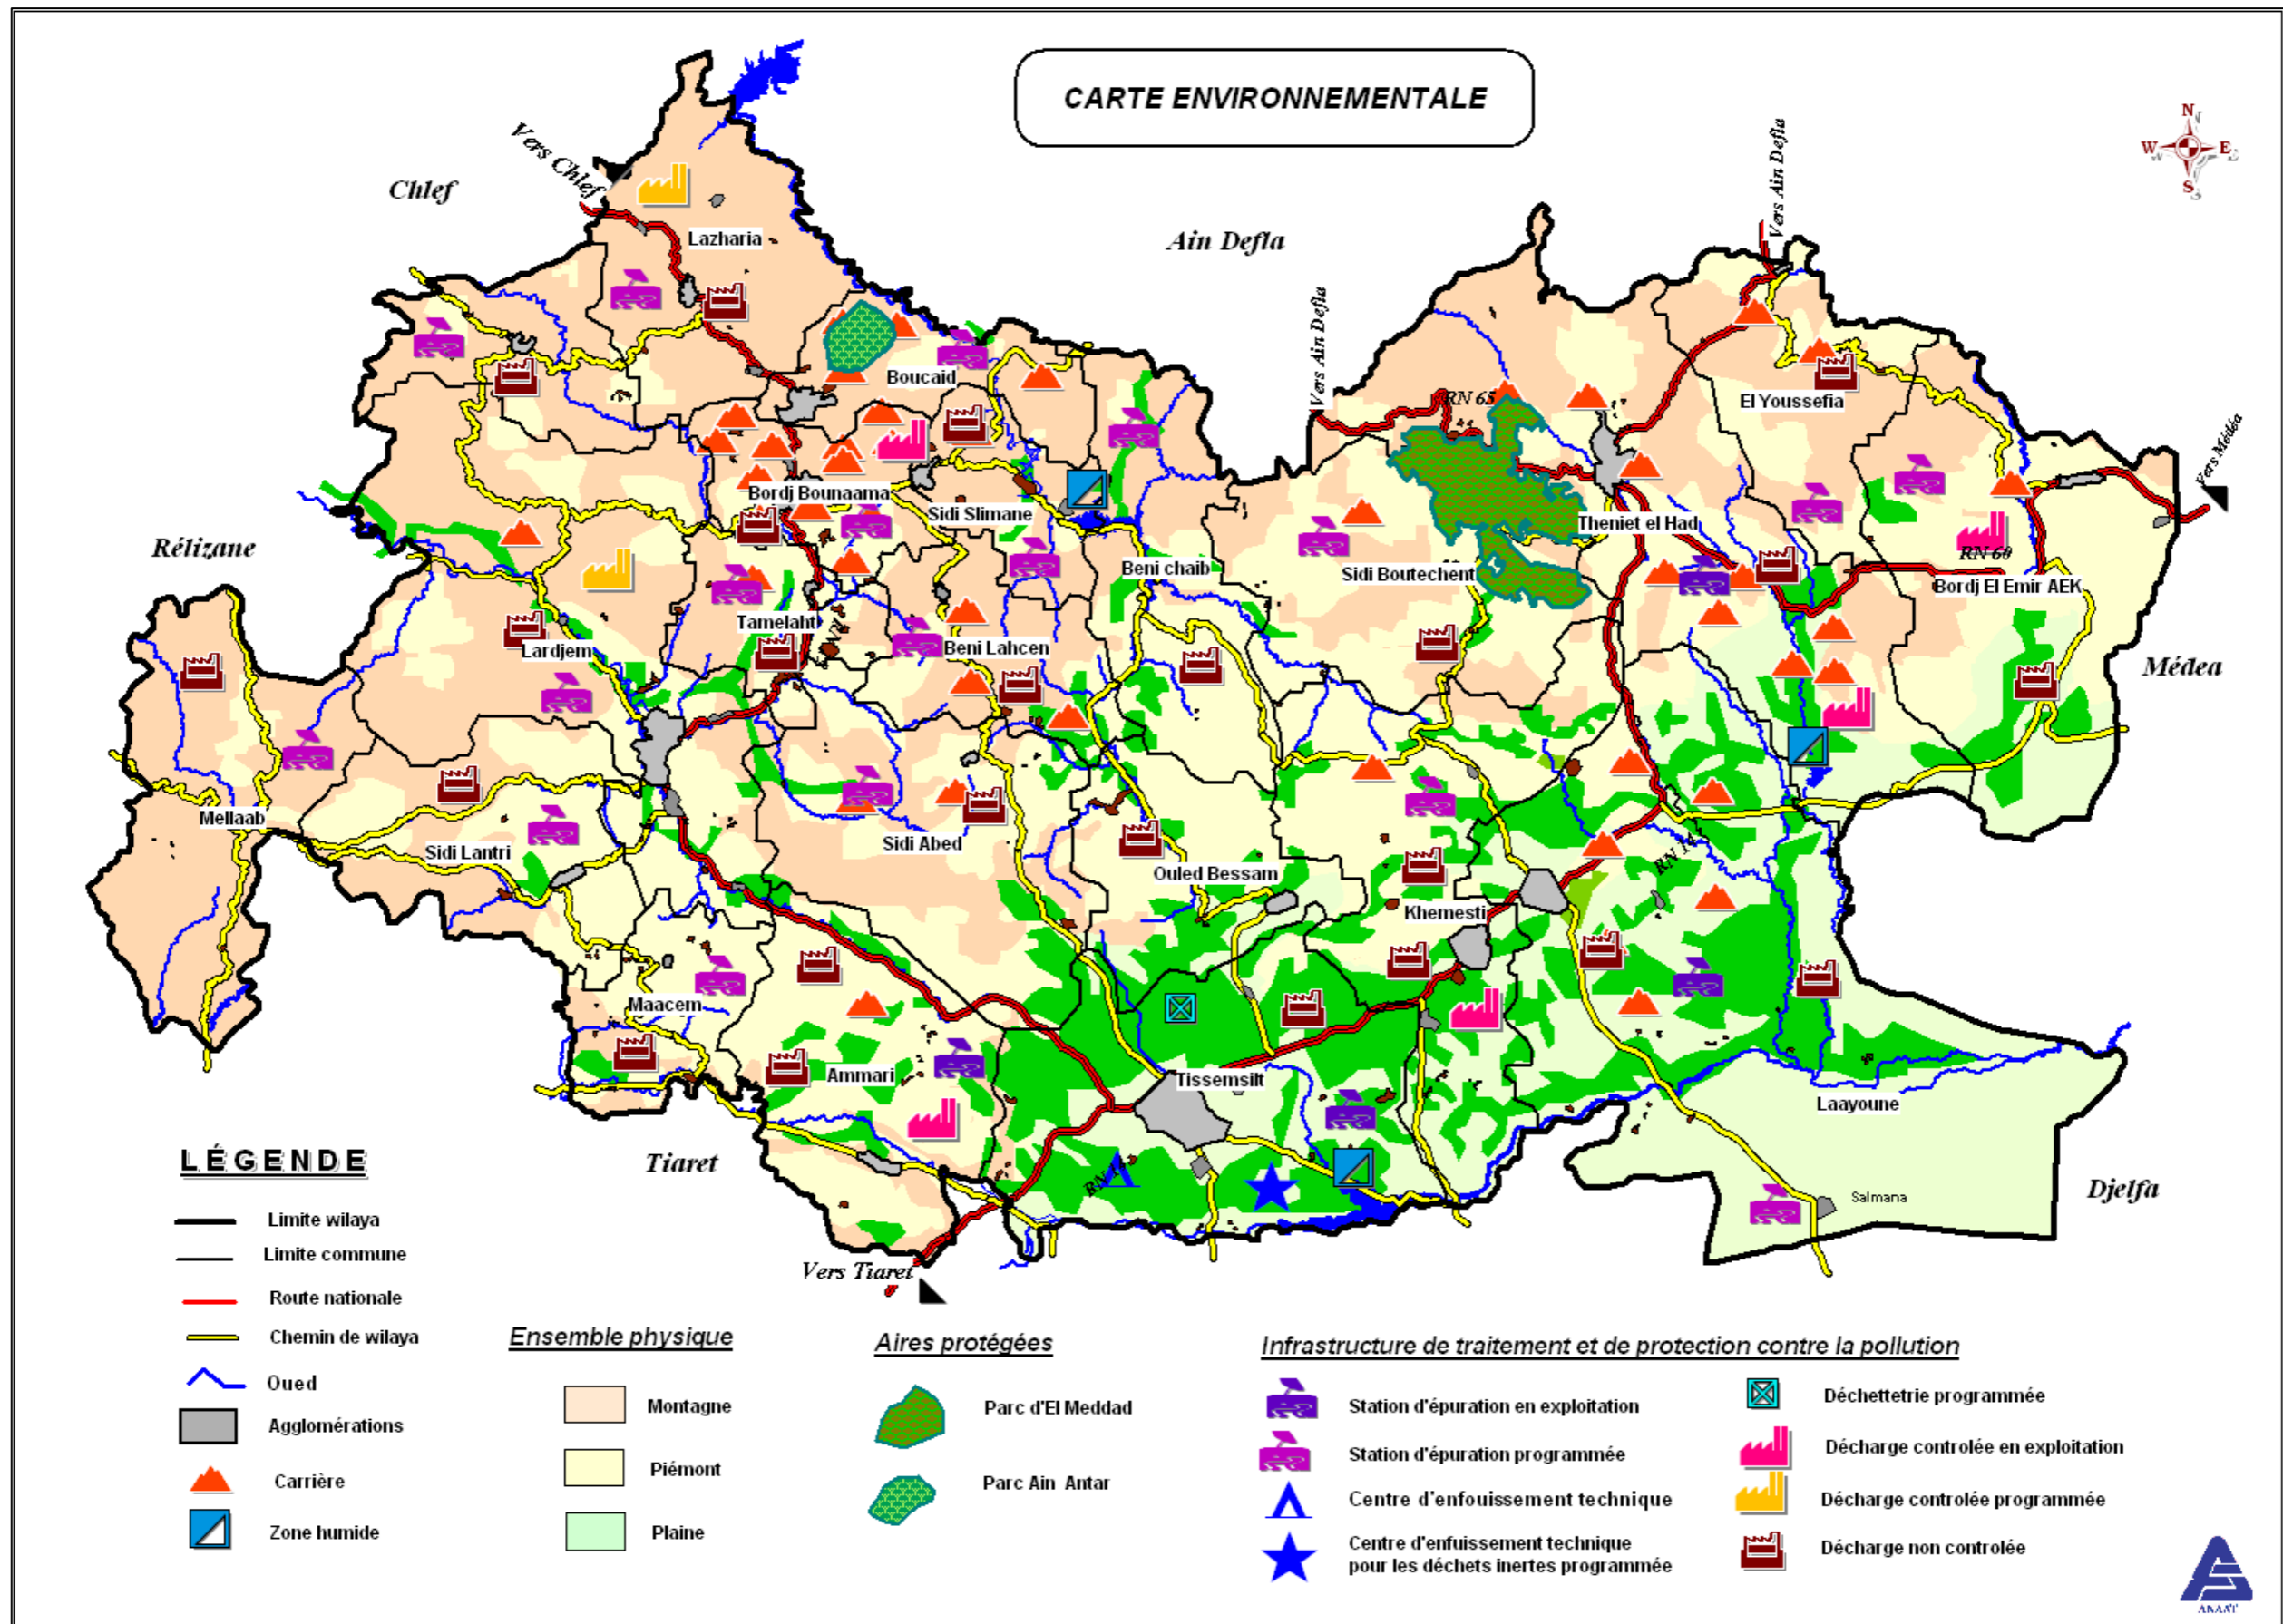 CARTE ENVIRONNEMENTALE
N
W
E
S
Vers Chlef
Chlef
Lazharia
Ain Defla
Vers Ain Defla
Vers Ain Defla
Boucaid
RN 65
El Youssefia
Vers Médéa
Bordj Bounaama
Sidi Slimane
Theniet el Had
Rélizane
RN 60
Beni chaib
Sidi Boutechent
Bordj El Emir AEK
Tamelaht
Lardjem
Beni Lahcen
Médea
Mellaab
Sidi Lantri
Sidi Abed
RN 14
Ouled Bessam
Khemesti
Maacem
Ammari
Tissemsilt
Laayoune
Tiaret
Salmana
Djelfa
Vers Tiaret
LÉGENDE
Limite wilaya
Limite commune
Route nationale
Chemin de wilaya
Oued
Agglomérations
Carrière
Zone humide
Ensemble physique
Montagne
Piémont
Plaine
Aires protégées
Parc d'El Meddad
Parc Ain Antar
Infrastructure de traitement et de protection contre la pollution
Station d'épuration en exploitation
Station d'épuration programmée
Centre d'enfouissement technique
Centre d'enfuissement technique
pour les déchets inertes programmée
Déchettetrie programmée
Décharge controlée en exploitation
Décharge controlée programmée
Décharge non controlée
ANAAT